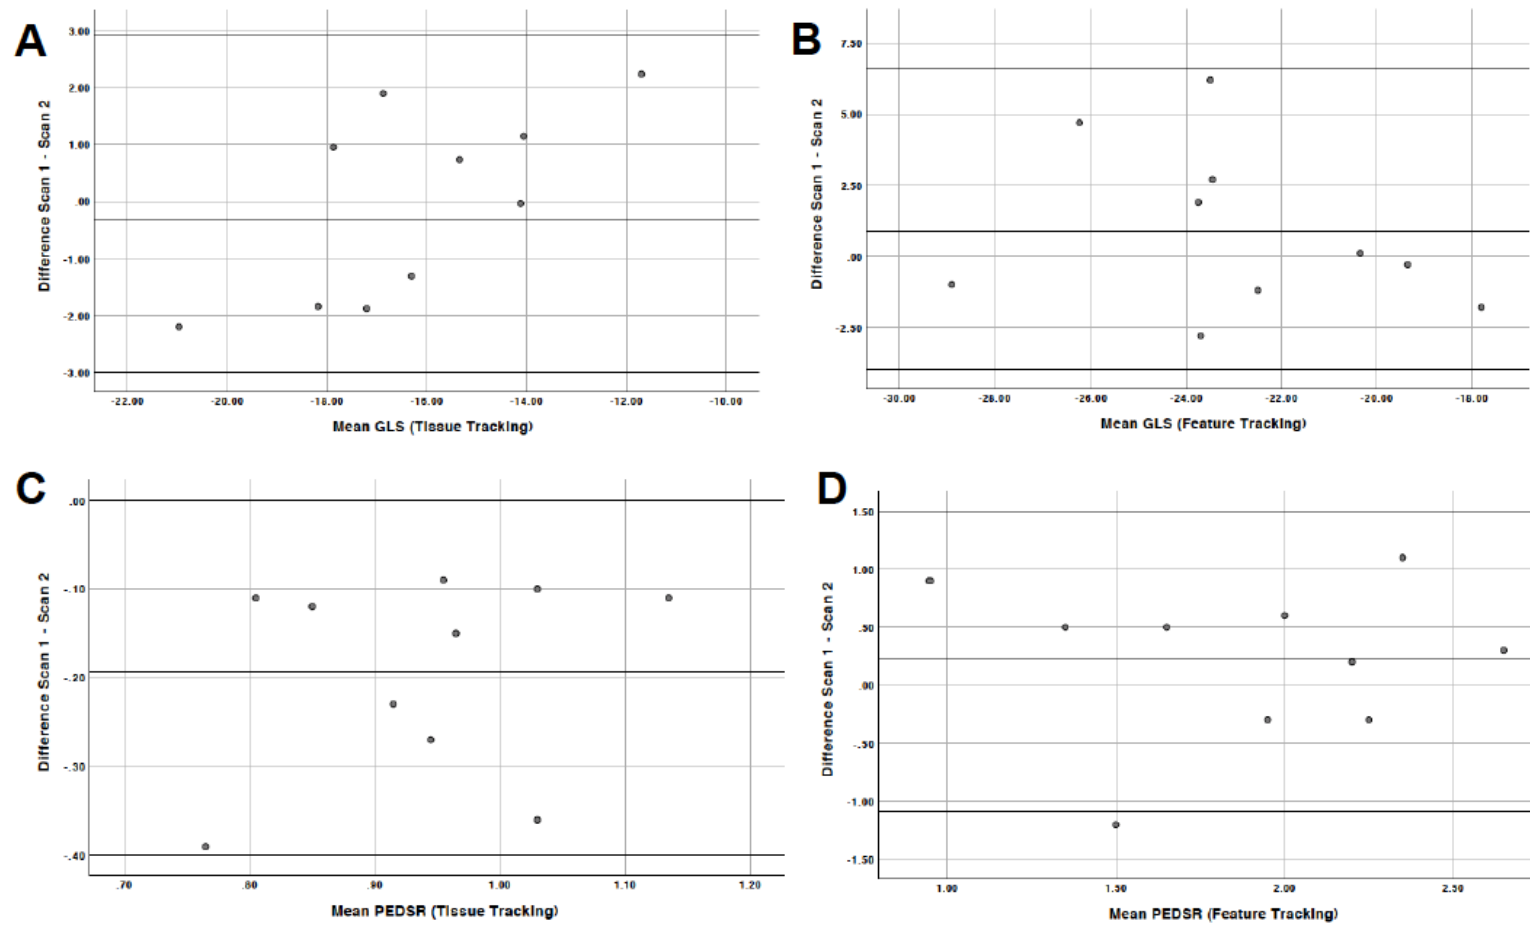 A
Difference Scan 1 - Scan 2
3.00
2.00
1.00
.00
-1.00
-2.00
-3.00
-22.00 -20.00 -18.00 -16.00 -14.00 -12.00 -10.00
Mean GLS (Tissue Tracking)
B
Difference Scan 1 - Scan 2
7.50
5.00
2.50
.00
-2.50
-30.00 -28.00 -26.00 -24.00 -22.00 -20.00 -18.00
Mean GLS (Feature Tracking)
C
Difference Scan 1 - Scan 2
.00
-.10
-.20
-.30
-.40
.70 .80 .90 1.00 1.10 1.20
Mean PEDSR (Tissue Tracking)
D
Difference Scan 1 - Scan 2
1.50
1.00
.50
.00
-.50
-1.00
-1.50
1.00 1.50 2.00 2.50
Mean PEDSR (Feature Tracking)